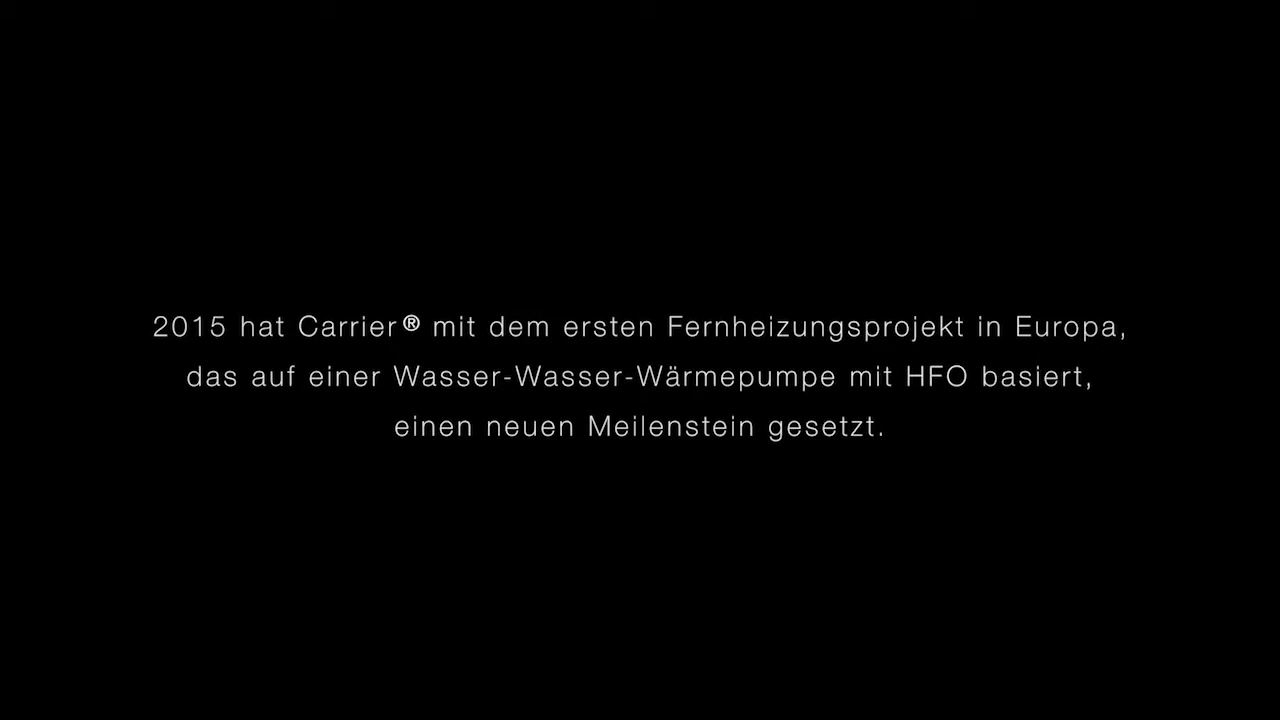 2015 hat Carrier® mit dem ersten Fernheizungsprojekt in Europa,
das auf einer Wasser-Wasser-Wärmepumpe mit HFO basiert,
einen neuen Meilenstein gesetzt.